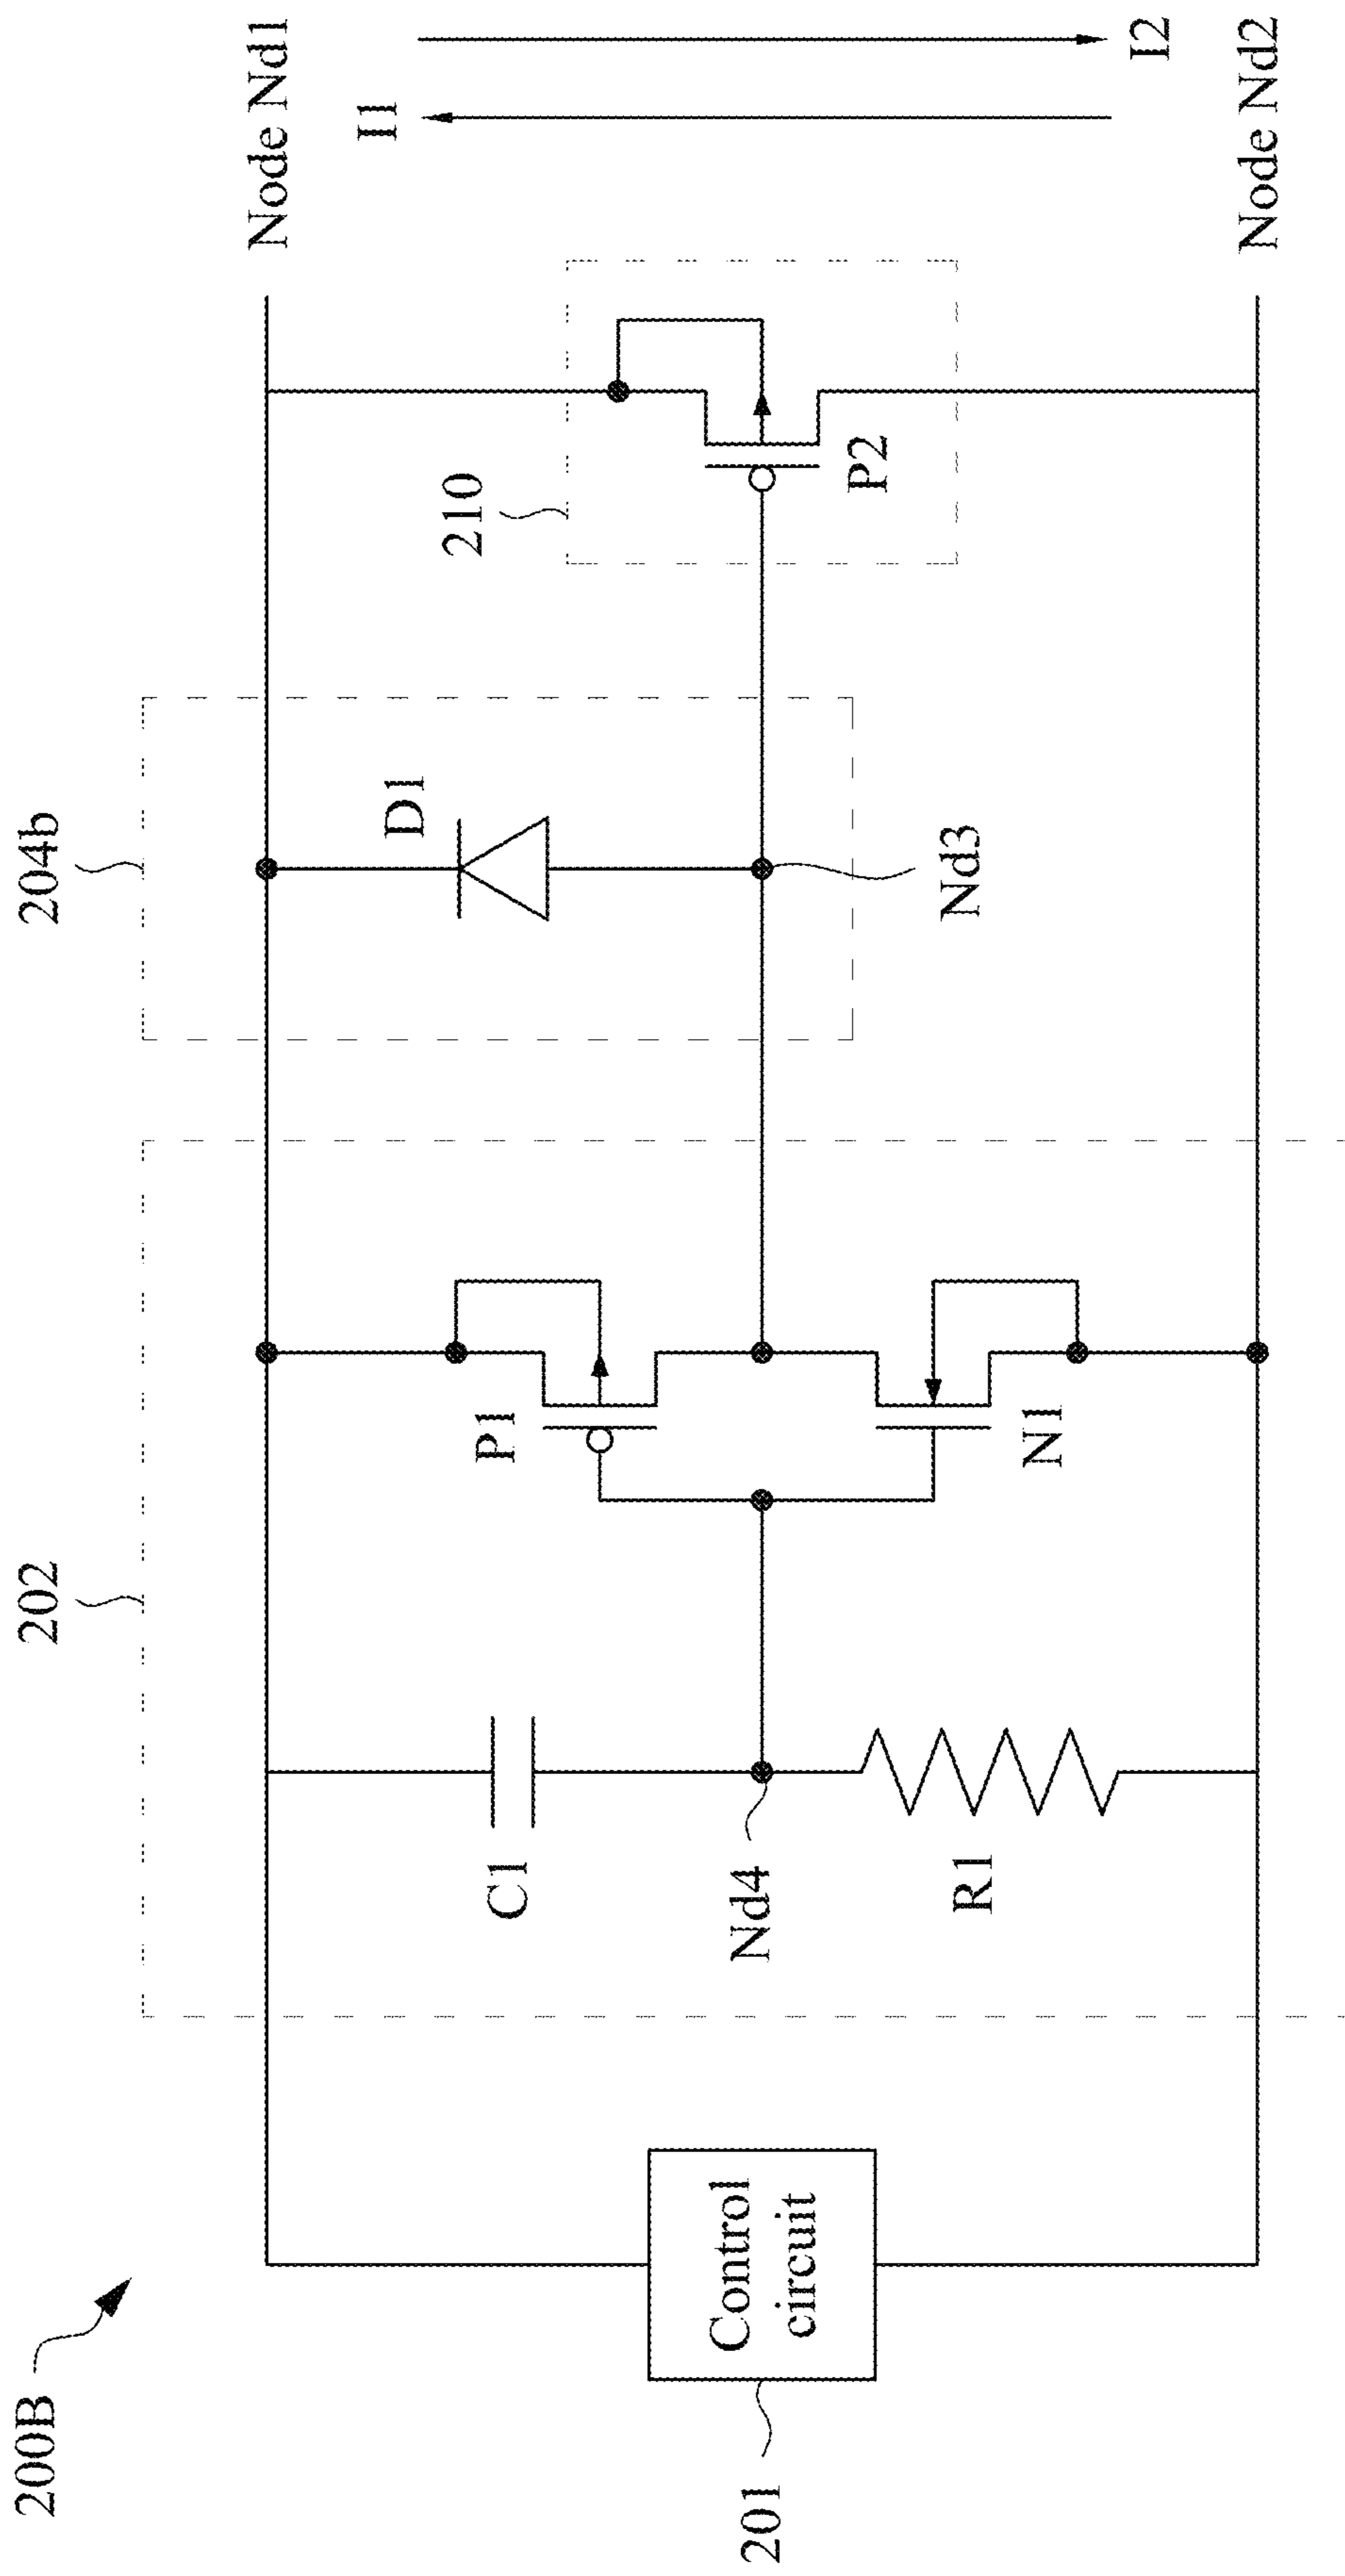 200B
202
204b
Node Nd1
I1
I2
210
D1
P1
C1
Nd4
Nd3
P2
N1
R1
201
Control
circuit
Node Nd2